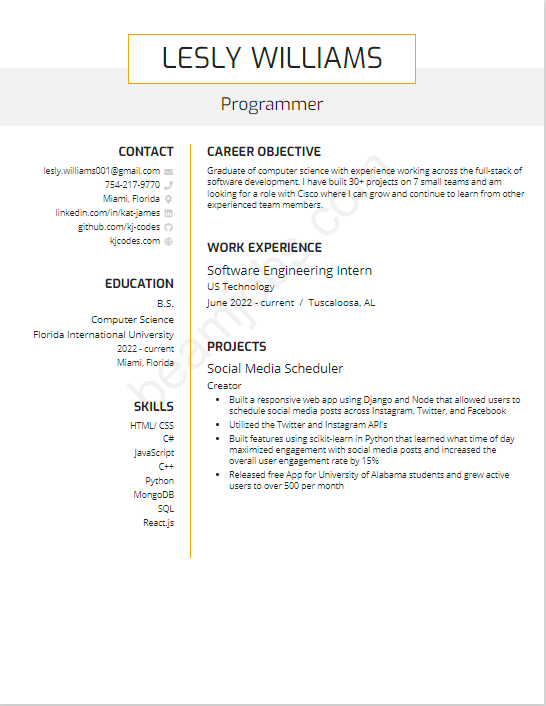 LESLY WILLIAMS
Programmer
CONTACT
lesly.williams001@gmail.com
754-217-9770
Miami, Florida
linkedin.com/in/kat-james
github.com/kj-codes
kjcodes.com
EDUCATION
B.S.
Computer Science
Florida International University
2022 - current
Miami, Florida
SKILLS
HTML/ CSS
C#
JavaScript
C++
Python
MongoDB
SQL
React.js
CAREER OBJECTIVE
Graduate of computer science with experience working across the full-stack of
software development. I have built 30+ projects on 7 small teams and am
looking for a role with Cisco where I can grow and continue to learn from other
experienced team members.
WORK EXPERIENCE
Software Engineering Intern
US Technology
June 2022 - current / Tuscaloosa, AL
PROJECTS
Social Media Scheduler
Creator
• Built a responsive web app using Django and Node that allowed users to
schedule social media posts across Instagram, Twitter, and Facebook
• Utilized the Twitter and Instagram API's
• Built features using scikit-learn in Python that learned what time of day
maximized engagement with social media posts and increased the
overall user engagement rate by 15%
• Released free App for University of Alabama students and grew active
users to over 500 per month
beamjobs.com